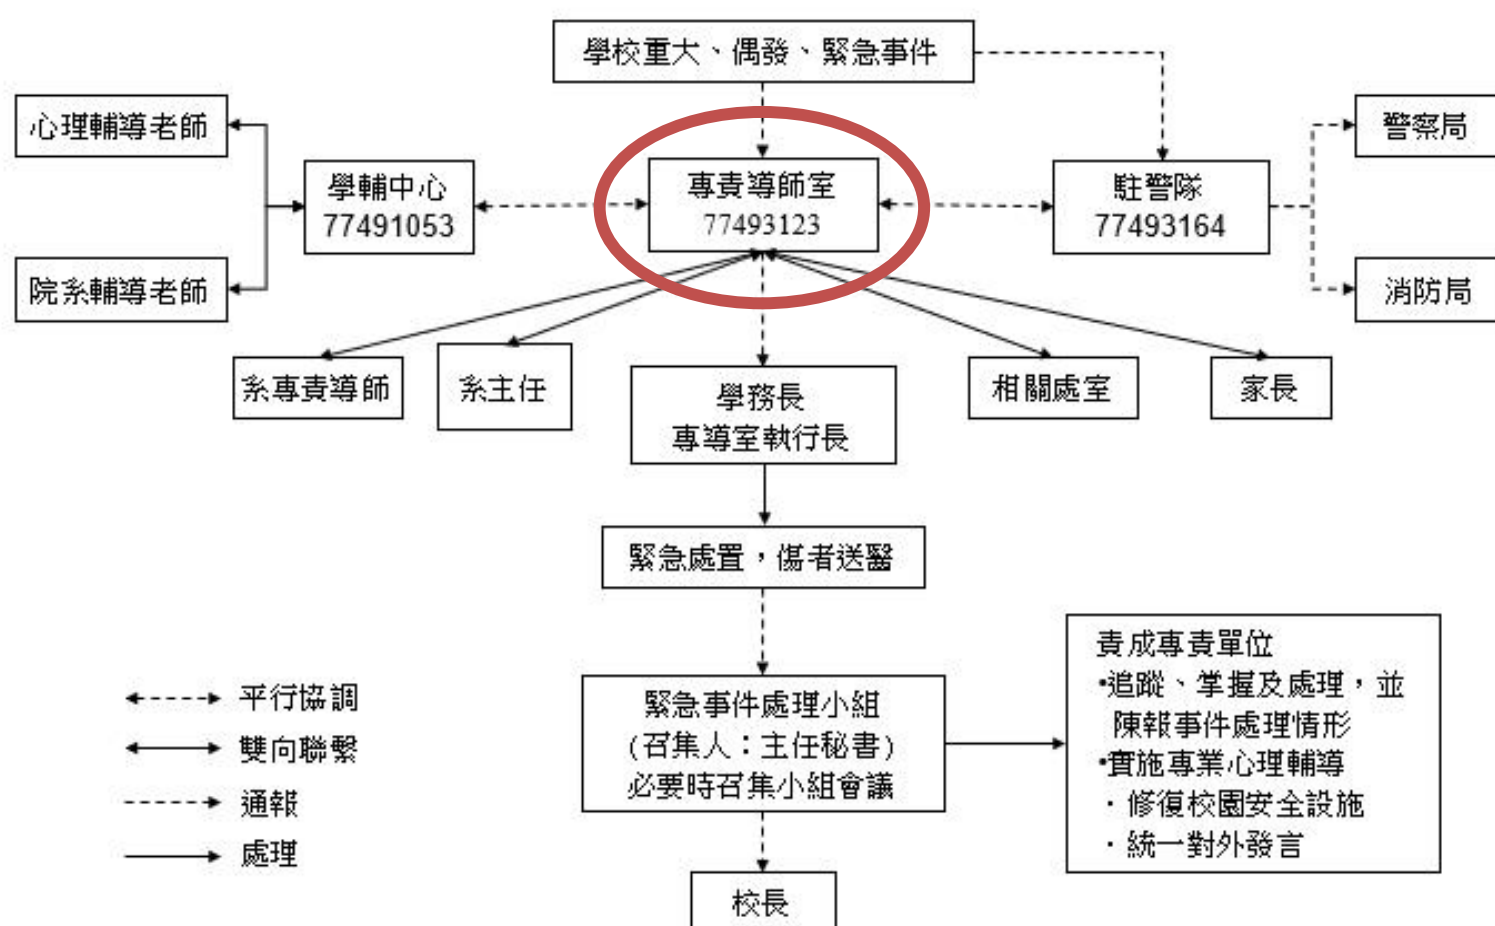 學校重大、偶發、緊急事件
心理輔導老師
警察局
學輔中心
77491053
專責導師室
77493123
駐警隊
77493164
院系輔導老師
消防局
系專責導師
系主任
學務長
專導室執行長
相關處室
家長
緊急處置，傷者送醫
緊急事件處理小組
(召集人：主任秘書)
必要時召集小組會議
責成專責單位
•追蹤、掌握及處理，並
陳報事件處理情形
•實施專業心理輔導
．修復校園安全設施
．統一對外發言
平行協調
雙向聯繫
通報
處理
校長